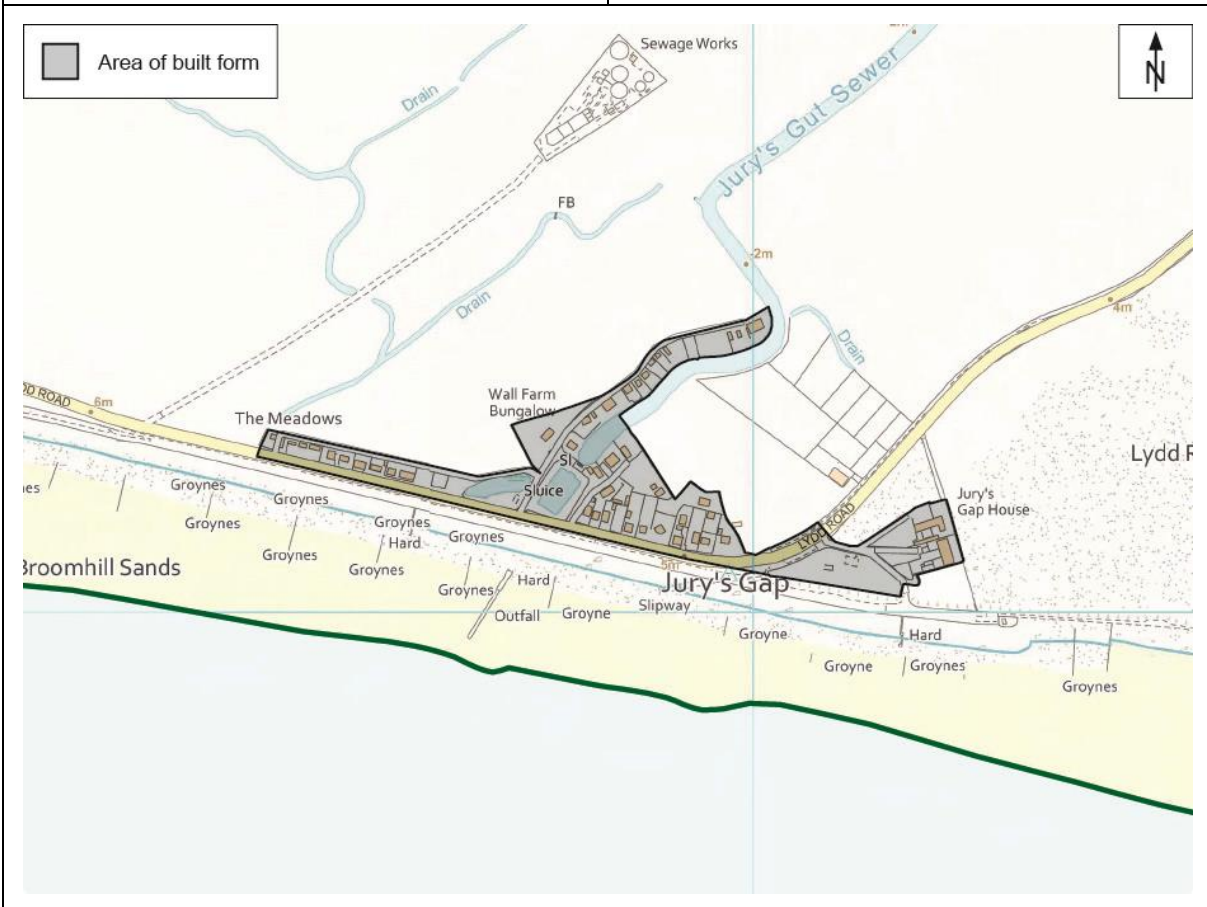 Area of built form
N
Sewage Works
Drain
Jury's Gut Sewer
FB
-2m
Drain
Drain
4m
Wall Farm
Bungalow
6m
The Meadows
Lydd
Jury's
Gap House
Sl
Sluice
LYDD ROAD
ROAD
Groynes
Groynes
Groynes
Groynes
Groynes
Hard
Groynes
Groynes
5m
Jury's Gap
Broomhill Sands
Groynes
Hard
Outfall
Groyne
Slipway
Groyne
Hard
Groyne
Groynes
Groynes